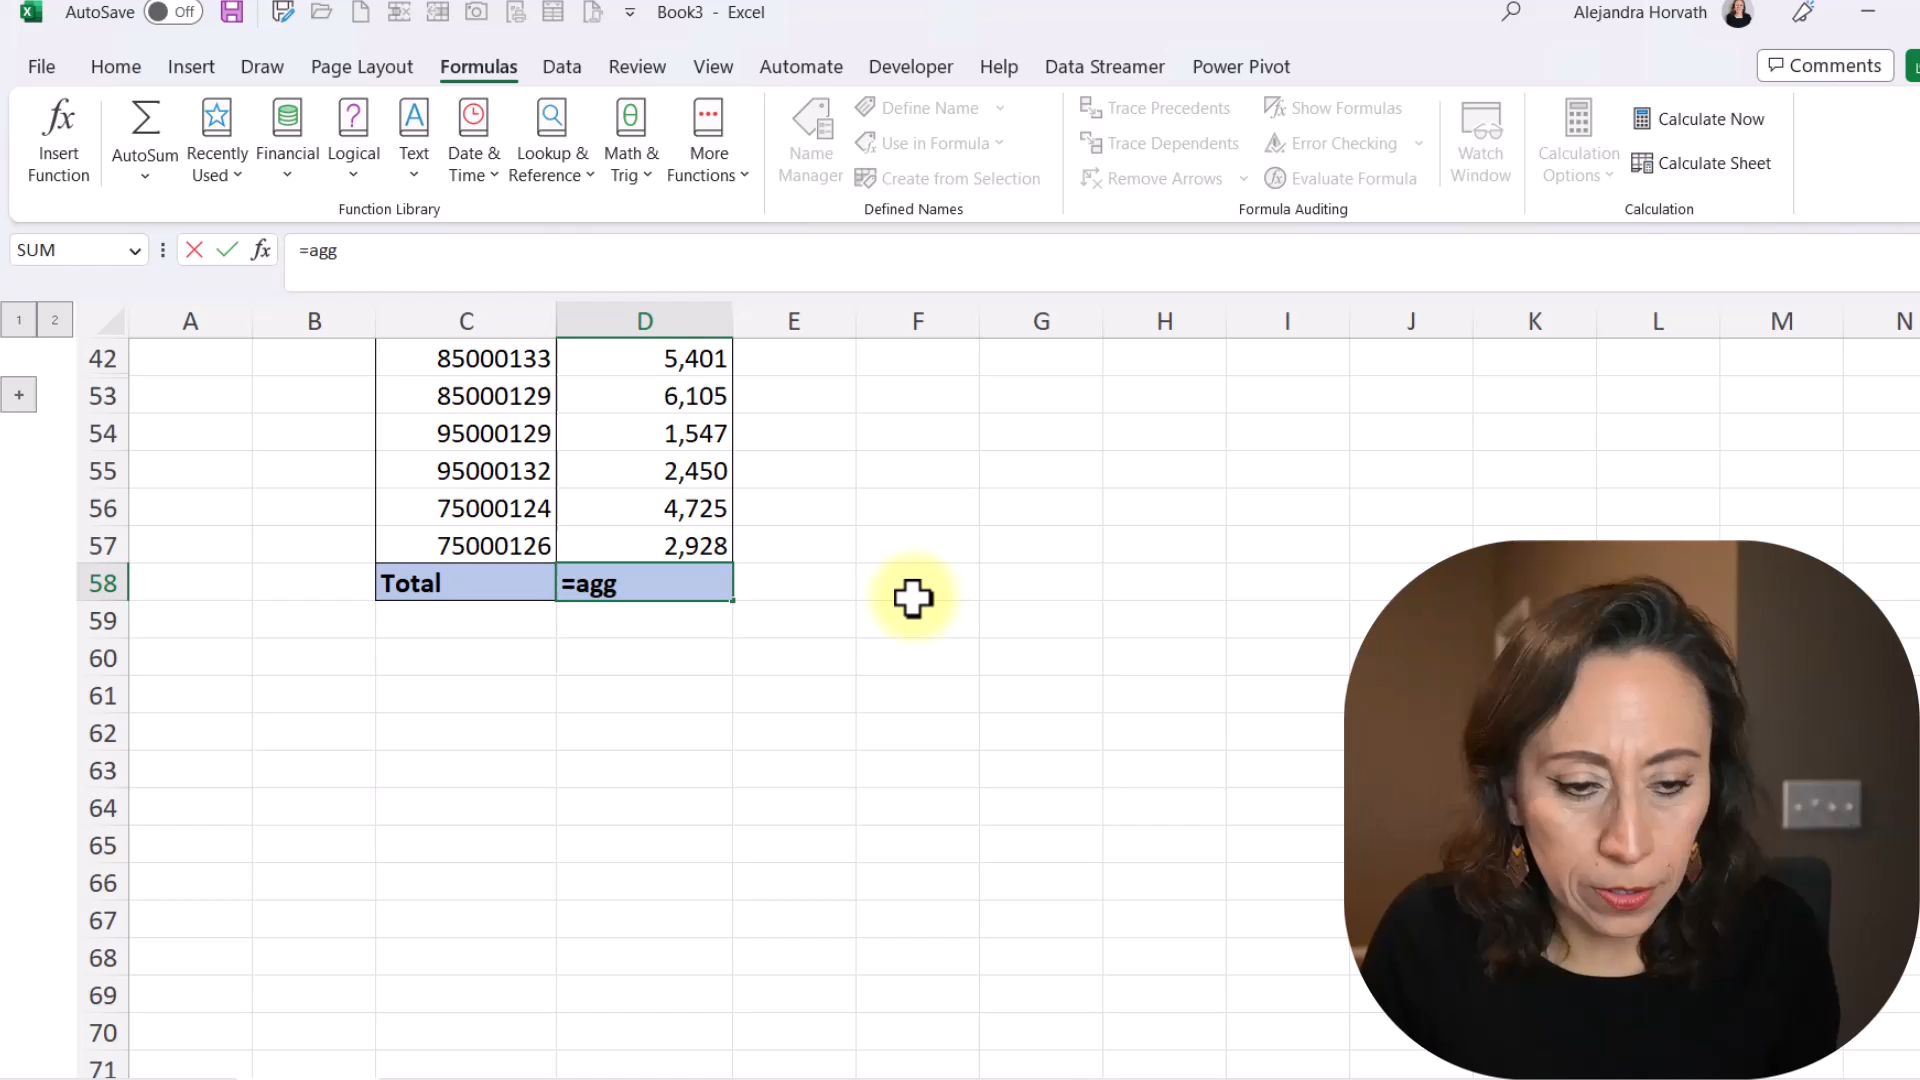 AutoSave Off Book3 - Excel Alejandra Horvath
File Home Insert Draw Page Layout Formulas Data Review View Automate Developer Help Data Streamer Power Pivot Comments
Insert Function
AutoSum
Recently Used
Financial
Logical
Text
Date & Time
Lookup & Reference
Math & Trig
More Functions
Function Library
Name Manager
Define Name
Use in Formula
Create from Selection
Defined Names
Trace Precedents
Trace Dependents
Remove Arrows
Show Formulas
Error Checking
Evaluate Formula
Formula Auditing
Watch Window
Calculation Options
Calculate Now
Calculate Sheet
Calculation
SUM fx =agg
1 2 A B C D E F G H I J K L M N
42 85000133 5,401
53 85000129 6,105
54 95000129 1,547
55 95000132 2,450
56 75000124 4,725
57 75000126 2,928
58 Total =agg
59
60
61
62
63
64
65
66
67
68
69
70
71